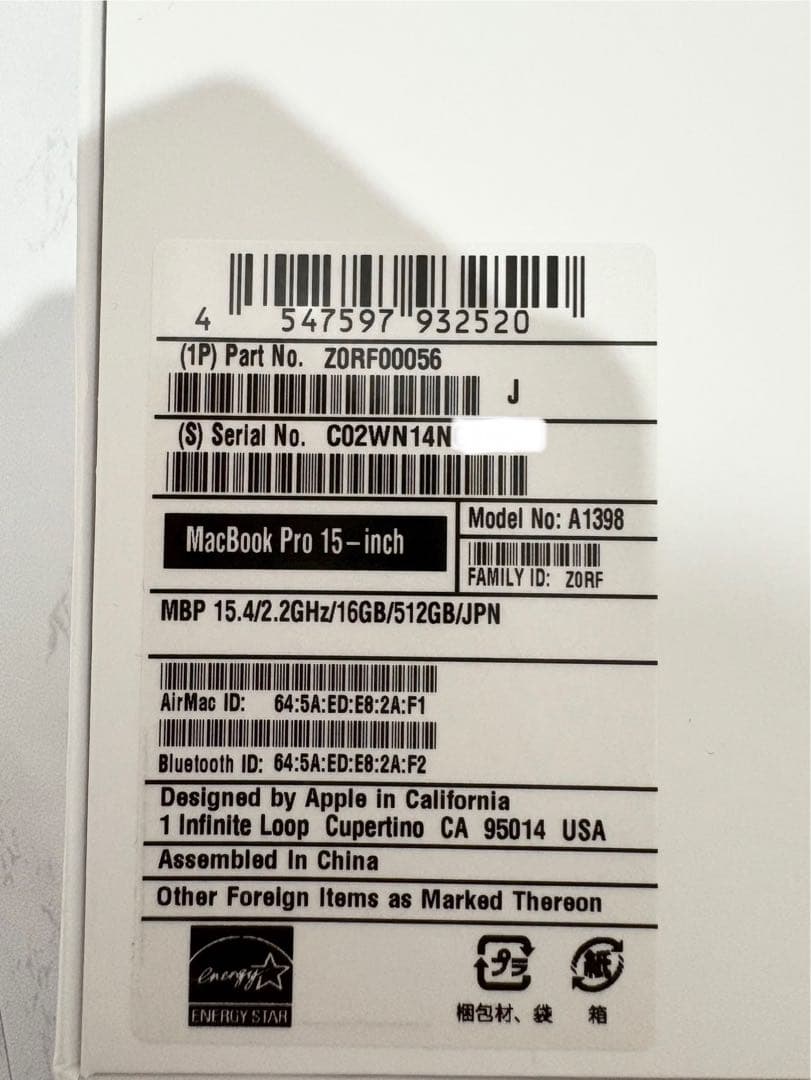 4 547597 932520
(1P) Part No. Z0RF00056
J
(S) Serial No. C02WN14N
MacBook Pro 15-inch
Model No: A1398
FAMILY ID: Z0RF
MBP 15.4/2.2GHz/16GB/512GB/JPN
AirMac ID: 64:5A:ED:E8:2A:F1
Bluetooth ID: 64:5A:ED:E8:2A:F2
Designed by Apple in California
1 Infinite Loop Cupertino CA 95014 USA
Assembled In China
Other Foreign Items as Marked Thereon
energy
ENERGY STAR
プラ
紙
梱包材、袋
箱